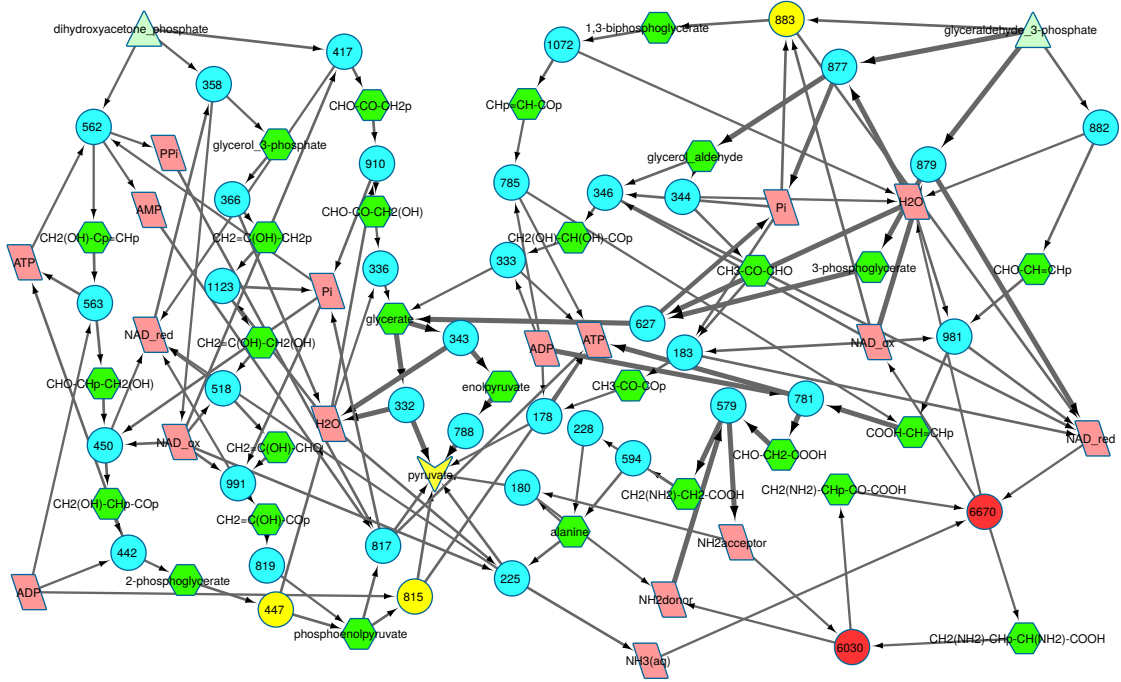 dihydroxyacetone_phosphate
417
358
CHO-CO-CH2p
562
PPi
glycerol_3-phosphate
910
366
AMP
CHO-CO-CH2(OH)
CH2(OH)-Cp=CHp
CH2=C(OH)-CH2p
ATP
336
563
1123
Pi
NAD_red
CH2=C(OH)-CH2(OH)
glycerate
343
CHO-CHp-CH2(OH)
518
enolpyruvate
332
H2O
788
450
NAD_ox
CH2=C(OH)-CHO
991
pyruvate
CH2(OH)-CHp-COp
CH2=C(OH)-COp
442
817
819
2-phosphoglycerate
ADP
447
815
phosphoenolpyruvate
1,3-biphosphoglycerate
883
glyceraldehyde_3-phosphate
1072
877
CHp=CH-COp
882
glycerol_aldehyde
879
785
346
344
Pi
H2O
CH2(OH)-CH(OH)-COp
333
CH3-CO-CHO
3-phosphoglycerate
CHO-CH=CHp
627
981
ADP
ATP
183
NAD_ox
CH3-CO-COp
178
579
781
228
COOH-CH=CHp
NAD_red
594
CHO-CH2-COOH
180
CH2(NH2)-CH2-COOH
CH2(NH2)-CHp-CO-COOH
6670
alanine
NH2acceptor
225
NH2donor
6030
CH2(NH2)-CHp-CH(NH2)-COOH
NH3(aq)